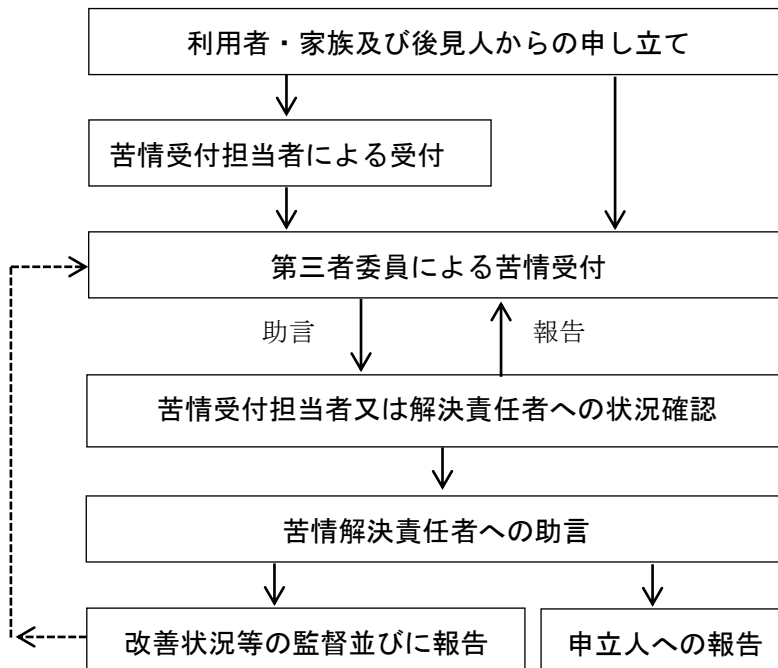 利用者・家族及び後見人からの申し立て
苦情受付担当者による受付
第三者委員による苦情受付
助言
報告
苦情受付担当者又は解決責任者への状況確認
苦情解決責任者への助言
改善状況等の監督並びに報告
申立人への報告